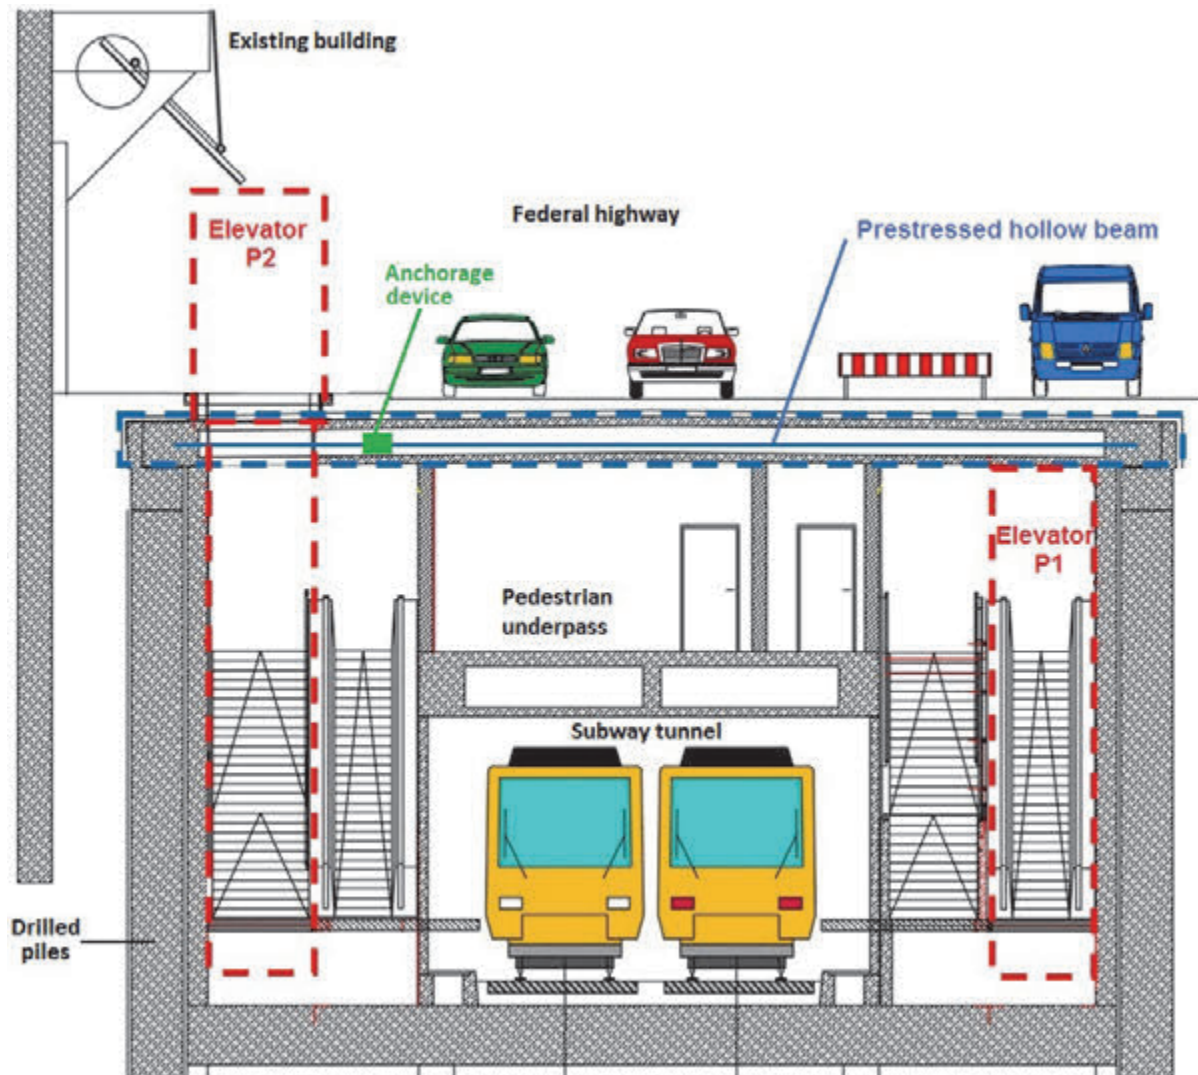 Existing building
Elevator
P2
Federal highway
Prestressed hollow beam
Anchorage
device
Elevator
P1
Pedestrian
underpass
Subway tunnel
Drilled
piles